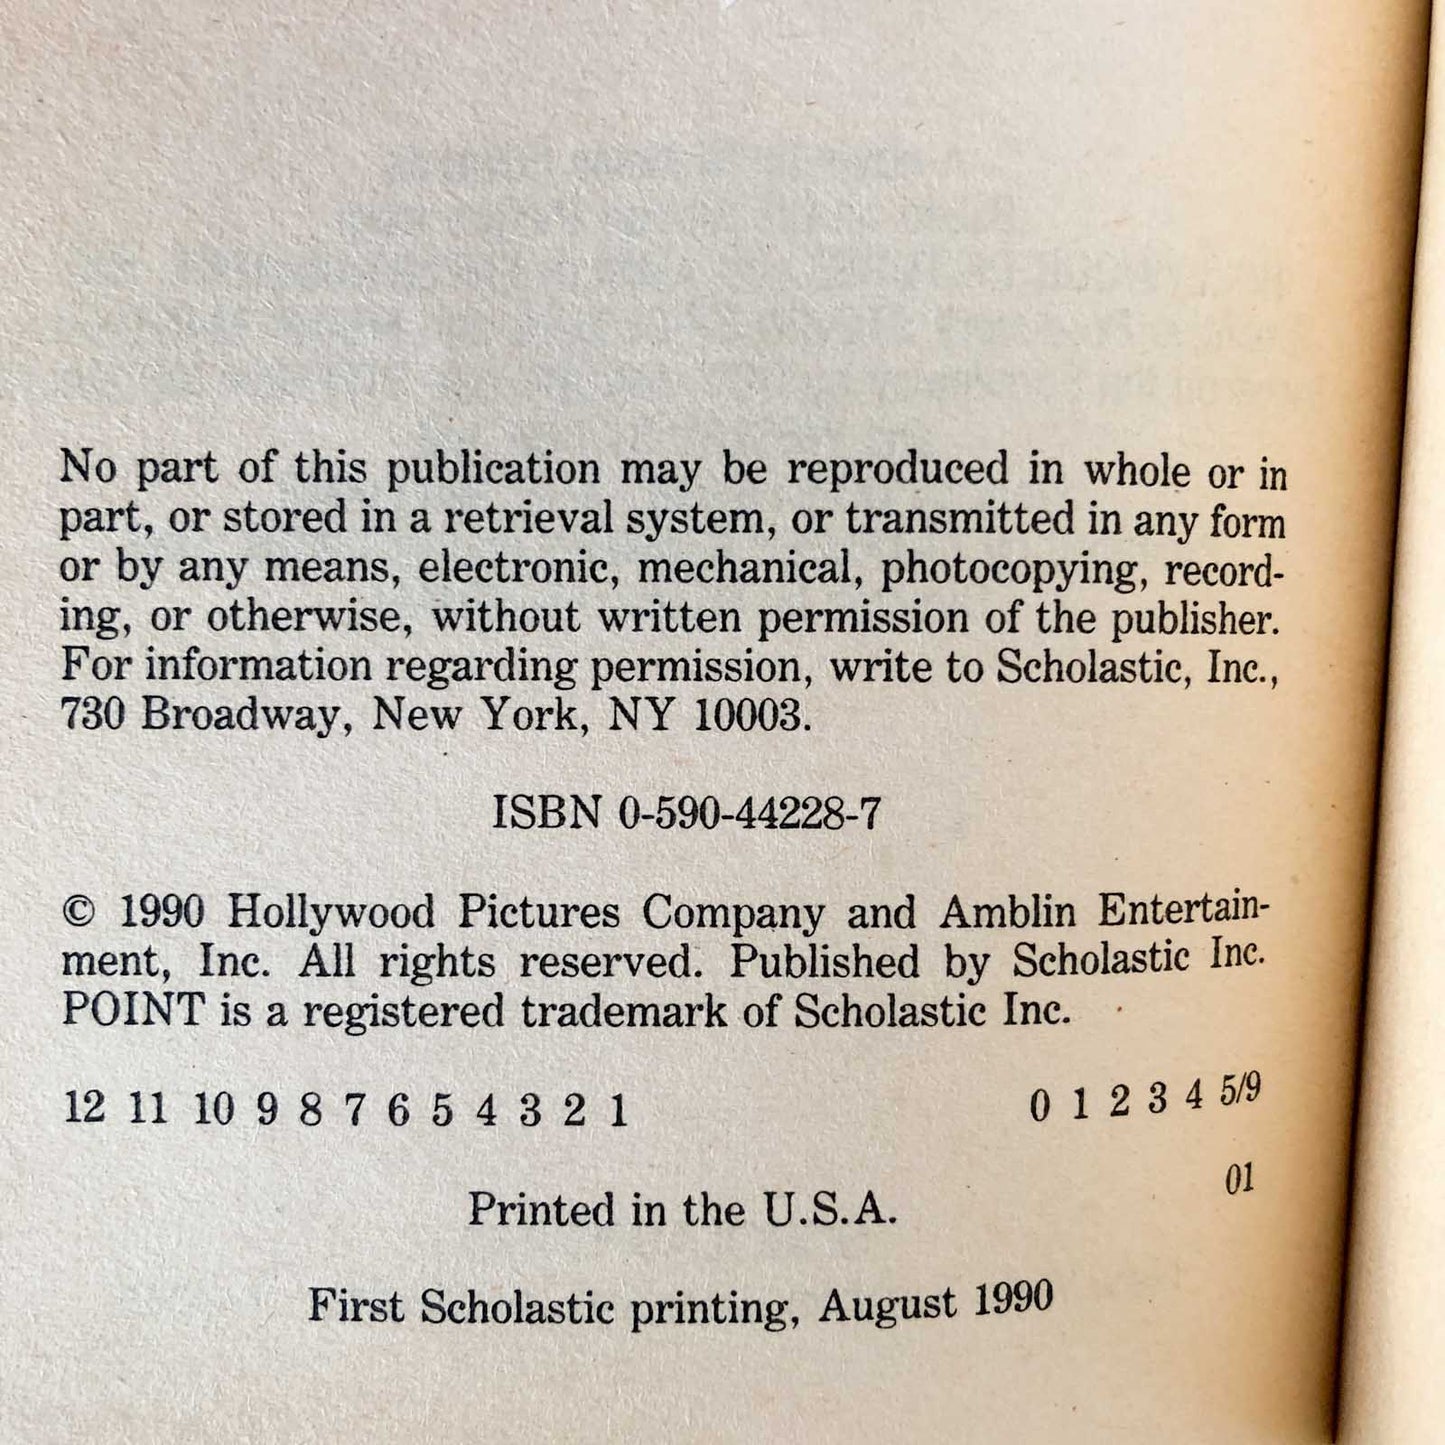 No part of this publication may be reproduced in whole or in
part, or stored in a retrieval system, or transmitted in any form
or by any means, electronic, mechanical, photocopying, record-
ing, or otherwise, without written permission of the publisher.
For information regarding permission, write to Scholastic, Inc.,
730 Broadway, New York, NY 10003.
ISBN 0-590-44228-7
© 1990 Hollywood Pictures Company and Amblin Entertain-
ment, Inc. All rights reserved. Published by Scholastic Inc.
POINT is a registered trademark of Scholastic Inc.
12 11 10 9 8 7 6 5 4 3 2 1 0 1 2 3 4 5/9
01
Printed in the U.S.A.
First Scholastic printing, August 1990